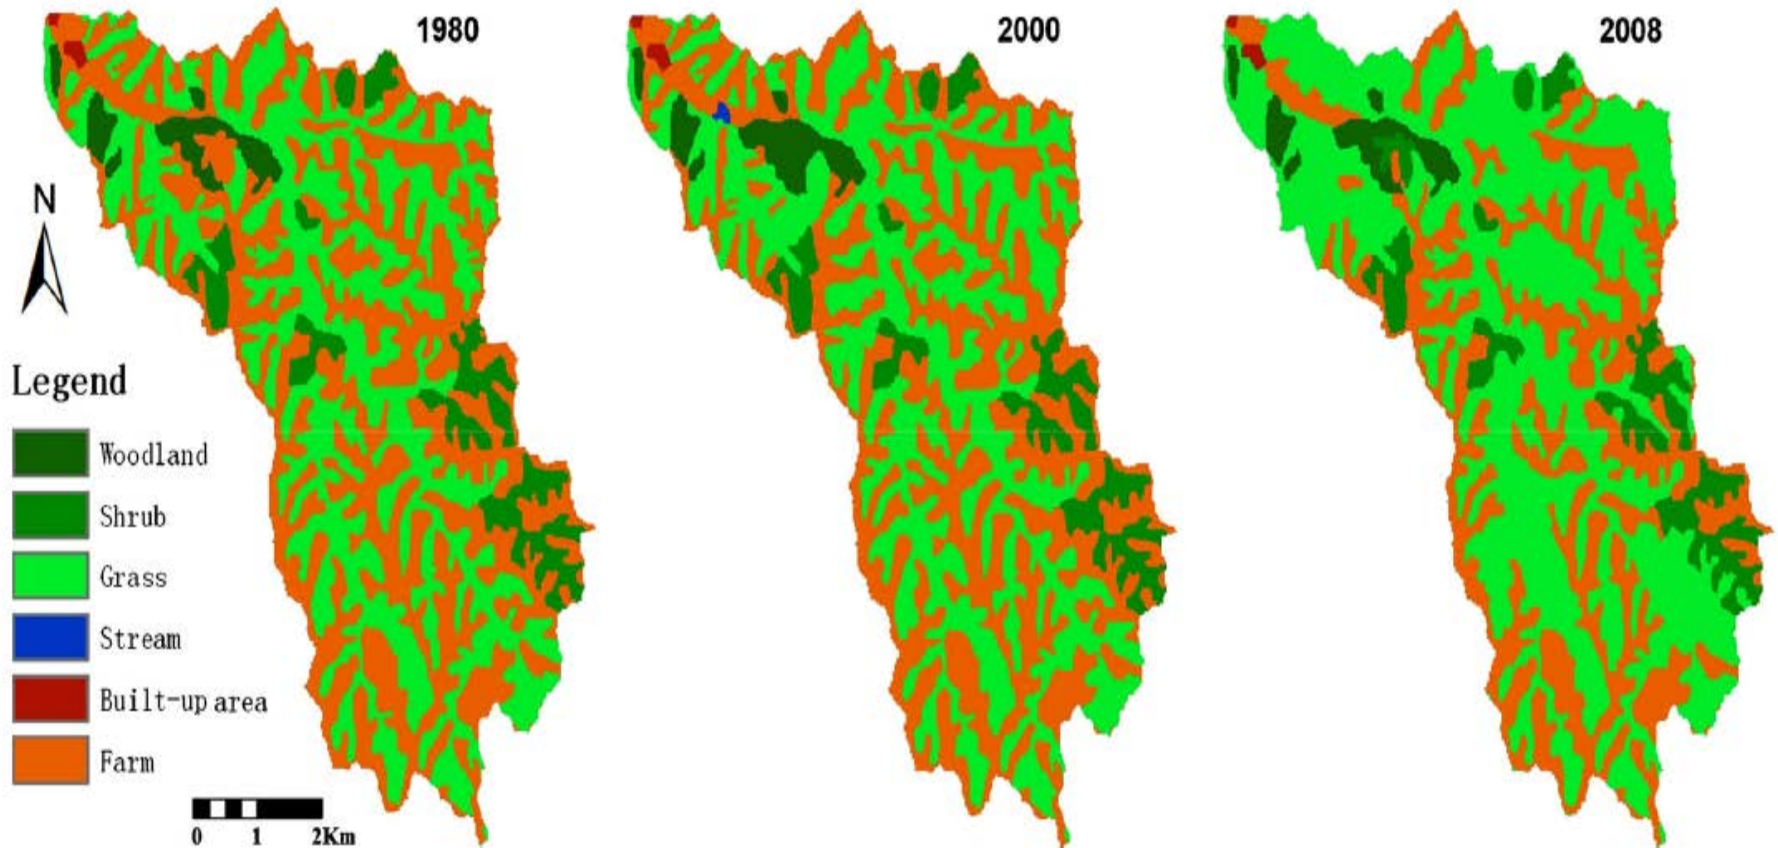 1980
2000
2008
N
Legend
Woodland
Shrub
Grass
Stream
Built-up area
Farm
0 1 2Km